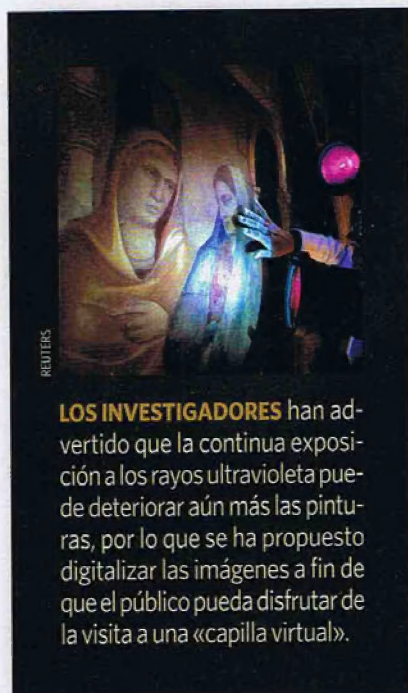 REUTERS
LOS INVESTIGADORES han ad-
vertido que la continua exposi-
ción a los rayos ultravioleta pue-
de deteriorar aún más las pintu-
ras, por lo que se ha propuesto
digitalizar las imágenes a fin de
que el público pueda disfrutar de
la visita a una «capilla virtual».